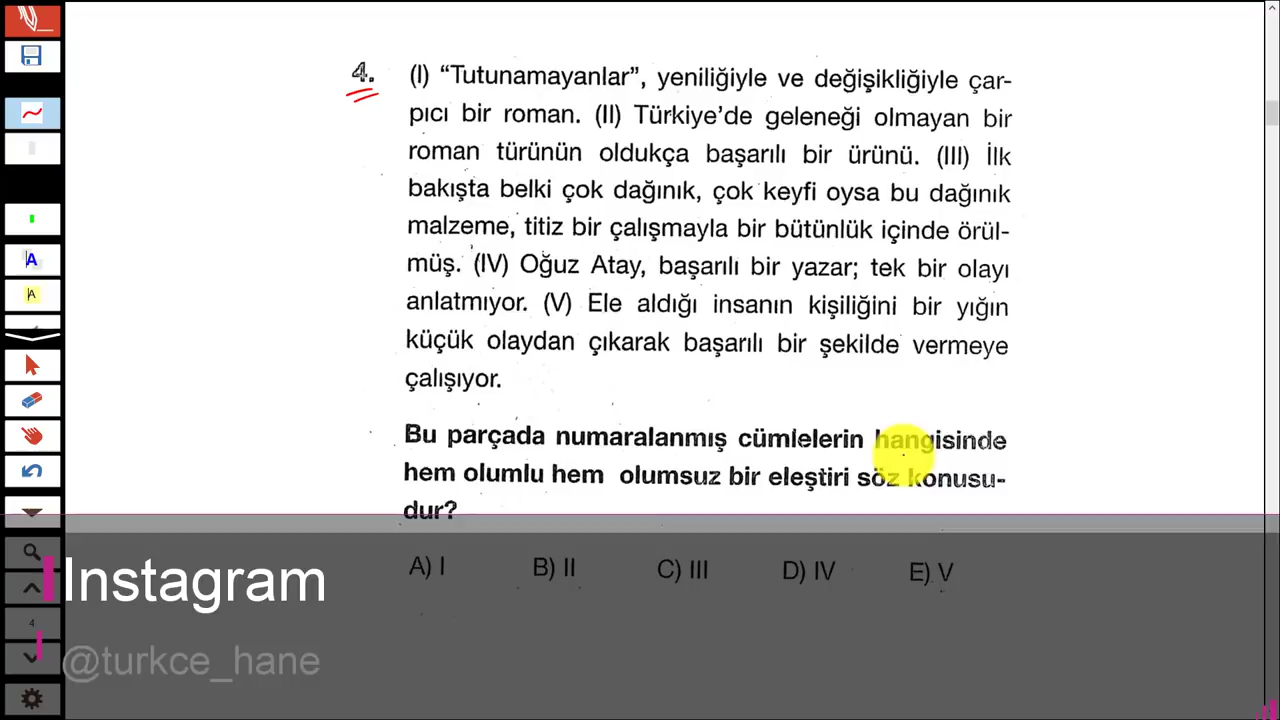 4. (I) “Tutunamayanlar”, yeniliğiyle ve değişikliğiyle çar-
pıcı bir roman. (II) Türkiye’de geleneği olmayan bir
roman türünün oldukça başarılı bir ürünü. (III) İlk
bakışta belki çok dağınık, çok keyfi oysa bu dağınık
malzeme, titiz bir çalışmayla bir bütünlük içinde örül-
müş. (IV) Oğuz Atay, başarılı bir yazar; tek bir olayı
anlatmıyor. (V) Ele aldığı insanın kişiliğini bir yığın
küçük olaydan çıkarak başarılı bir şekilde vermeye
çalışıyor.
Bu parçada numaralanmış cümlelerin hangisinde
hem olumlu hem olumsuz bir eleştiri söz konusu-
dur?
A) I B) II C) III D) IV E) V
Instagram
@turkce_hane
A
A
4